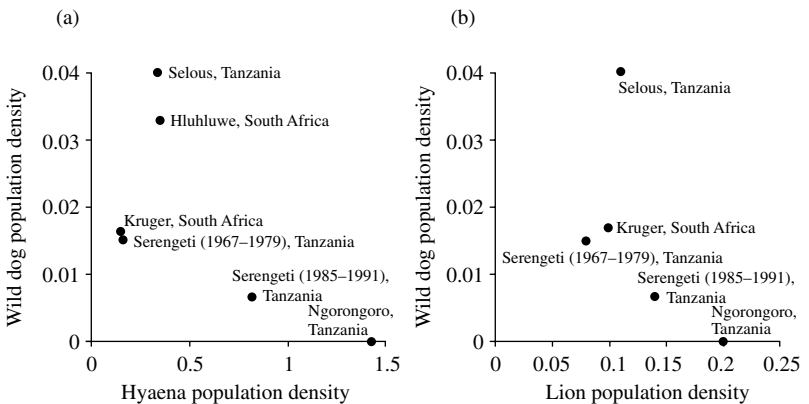 (a)
Wild dog population density
0.04
0.03
0.02
0.01
0
Selous, Tanzania
Hluhluwe, South Africa
Kruger, South Africa
Serengeti (1967–1979), Tanzania
Serengeti (1985–1991),
Tanzania
Ngorongoro,
Tanzania
0
0.5
1
1.5
Hyaena population density
(b)
Wild dog population density
0.04
0.03
0.02
0.01
0
Selous, Tanzania
Kruger, South Africa
Serengeti (1967–1979), Tanzania
Serengeti (1985–1991),
Tanzania
Ngorongoro,
Tanzania
0
0.05
0.1
0.15
0.2
0.25
Lion population density